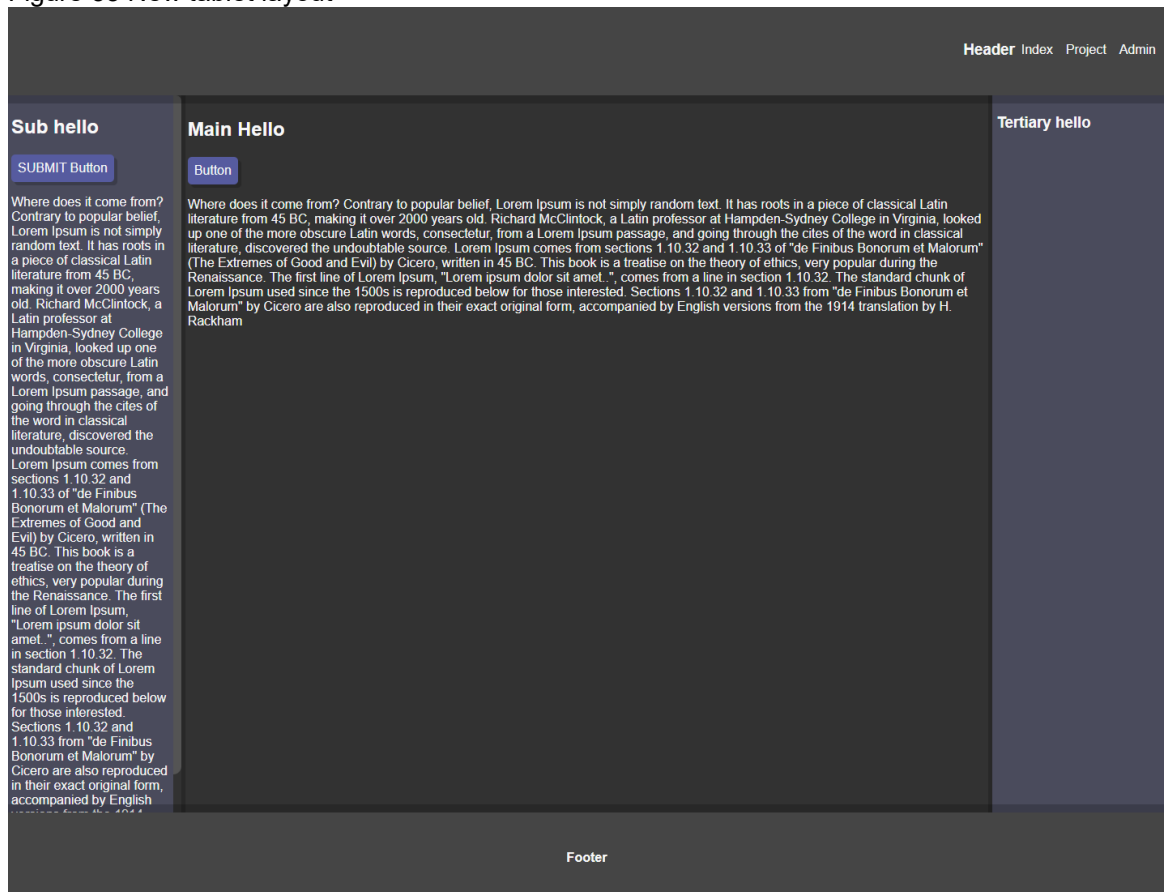 Header Index Project Admin
Sub hello
SUBMIT Button
Where does it come from?
Contrary to popular belief,
Lorem Ipsum is not simply
random text. It has roots in
a piece of classical Latin
literature from 45 BC,
making it over 2000 years
old. Richard McClintock, a
Latin professor at
Hampden-Sydney College
in Virginia, looked up one
of the more obscure Latin
words, consectetur, from a
Lorem Ipsum passage, and
going through the cites of
the word in classical
literature, discovered the
undoubtable source.
Lorem Ipsum comes from
sections 1.10.32 and
1.10.33 of "de Finibus
Bonorum et Malorum" (The
Extremes of Good and
Evil) by Cicero, written in
45 BC. This book is a
treatise on the theory of
ethics, very popular during
the Renaissance. The first
line of Lorem Ipsum,
"Lorem ipsum dolor sit
amet..", comes from a line
in section 1.10.32. The
standard chunk of Lorem
Ipsum used since the
1500s is reproduced below
for those interested.
Sections 1.10.32 and
1.10.33 from "de Finibus
Bonorum et Malorum" by
Cicero are also reproduced
in their exact original form,
accompanied by English
Main Hello
Button
Where does it come from? Contrary to popular belief, Lorem Ipsum is not simply random text. It has roots in a piece of classical Latin
literature from 45 BC, making it over 2000 years old. Richard McClintock, a Latin professor at Hampden-Sydney College in Virginia, looked
up one of the more obscure Latin words, consectetur, from a Lorem Ipsum passage, and going through the cites of the word in classical
literature, discovered the undoubtable source. Lorem Ipsum comes from sections 1.10.32 and 1.10.33 of "de Finibus Bonorum et Malorum"
(The Extremes of Good and Evil) by Cicero, written in 45 BC. This book is a treatise on the theory of ethics, very popular during the
Renaissance. The first line of Lorem Ipsum, "Lorem ipsum dolor sit amet..", comes from a line in section 1.10.32. The standard chunk of
Lorem Ipsum used since the 1500s is reproduced below for those interested. Sections 1.10.32 and 1.10.33 from "de Finibus Bonorum et
Malorum" by Cicero are also reproduced in their exact original form, accompanied by English versions from the 1914 translation by H.
Rackham
Tertiary hello
Footer